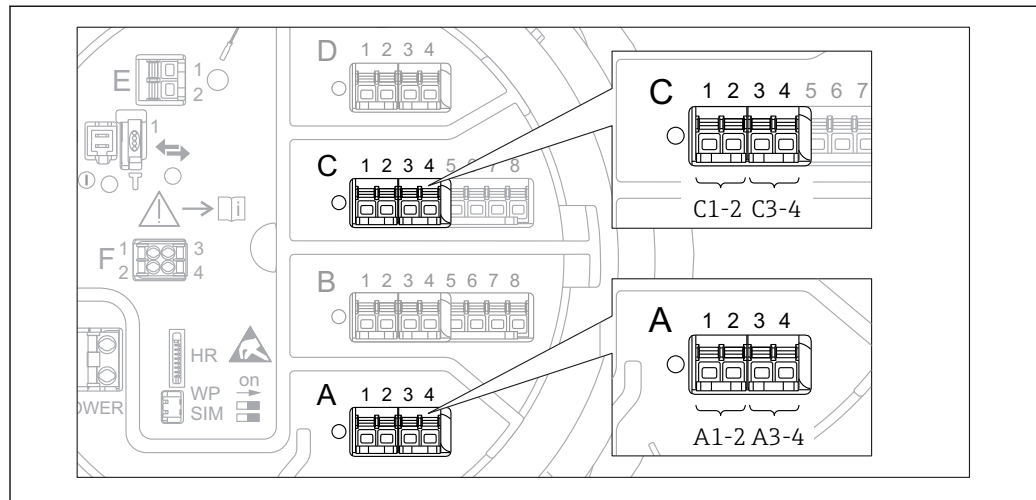 E 1
2
1
F 1 3
2 4
HR
WP on
SIM
OWER
D 1 2 3 4
C 1 2 3 4 5 6 7 8
B 1 2 3 4 5 6 7 8
A 1 2 3 4
C 1 2 3 4 5 6 7
C1-2 C3-4
A 1 2 3 4
A1-2 A3-4